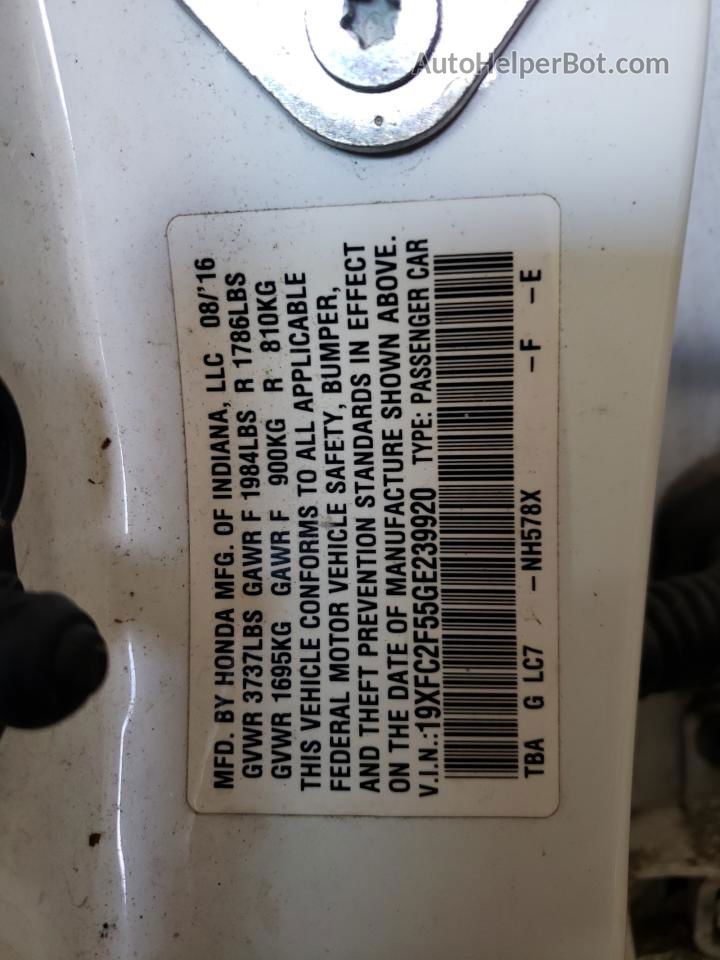 AutoHelperBot.com
MFD. BY HONDA MFG. OF INDIANA, LLC 08/'16
GVWR 3737LBS GAWR F 1984LBS R 1786LBS
GVWR 1695KG GAWR F 900KG R 810KG
THIS VEHICLE CONFORMS TO ALL APPLICABLE
FEDERAL MOTOR VEHICLE SAFETY, BUMPER,
AND THEFT PREVENTION STANDARDS IN EFFECT
ON THE DATE OF MANUFACTURE SHOWN ABOVE.
V.I.N.:19XFC2F55GE239920 TYPE: PASSENGER CAR
TBA G LC7 -NH578X -F -E